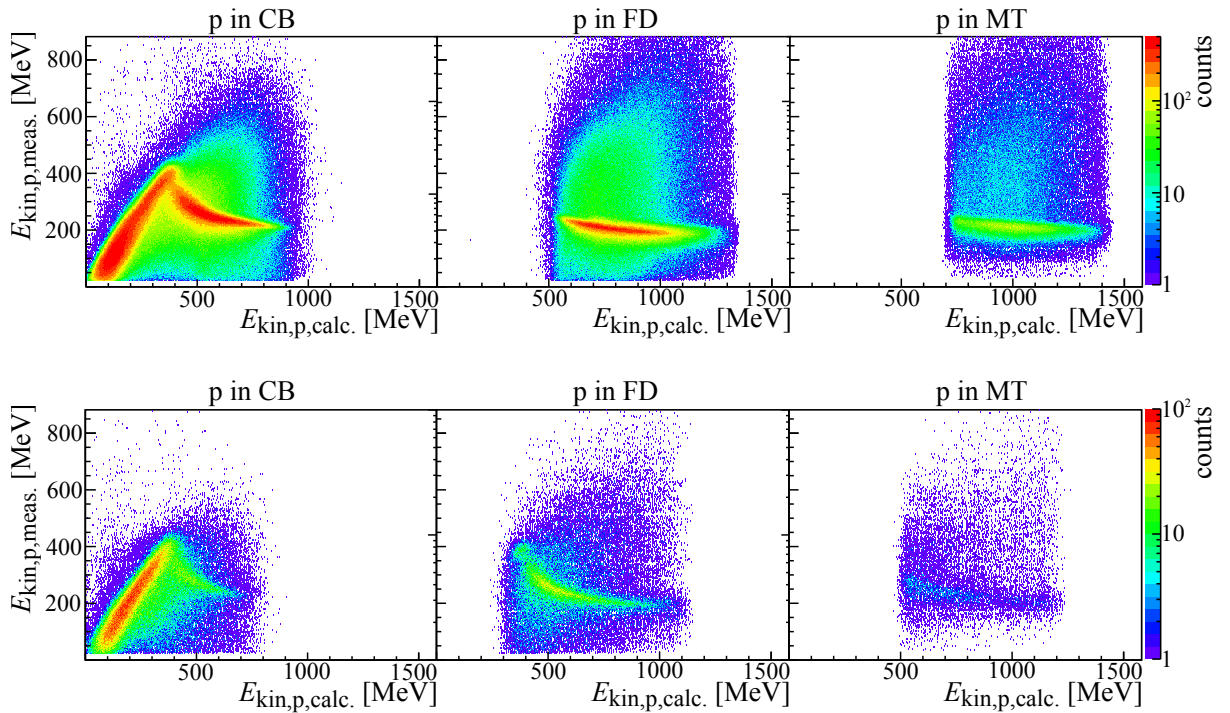 p in CB p in FD p in MT
E_kin,p,meas. [MeV]
800
600
400
200
counts
10^2
10
1
500 1000 1500 500 1000 1500 500 1000 1500
E_kin,p,calc. [MeV] E_kin,p,calc. [MeV] E_kin,p,calc. [MeV]
p in CB p in FD p in MT
E_kin,p,meas. [MeV]
800
600
400
200
counts
10^2
10
1
500 1000 1500 500 1000 1500 500 1000 1500
E_kin,p,calc. [MeV] E_kin,p,calc. [MeV] E_kin,p,calc. [MeV]